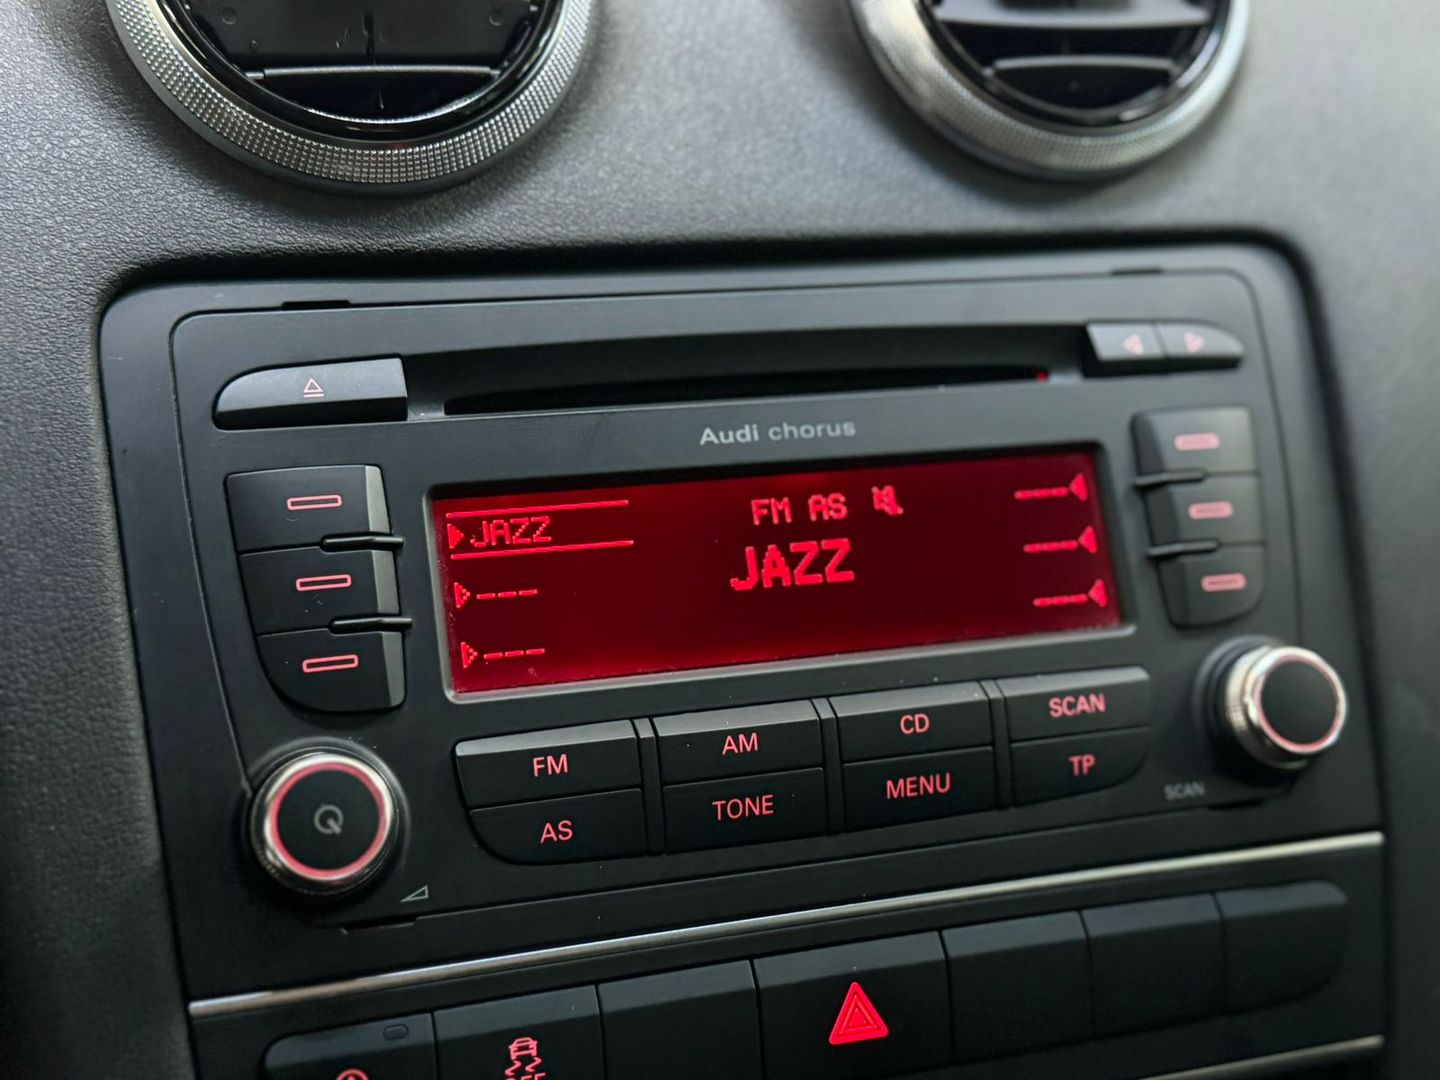 Audi chorus
JAZZ
FM AS
JAZZ
FM
AM
CD
SCAN
AS
TONE
MENU
TP
SCAN